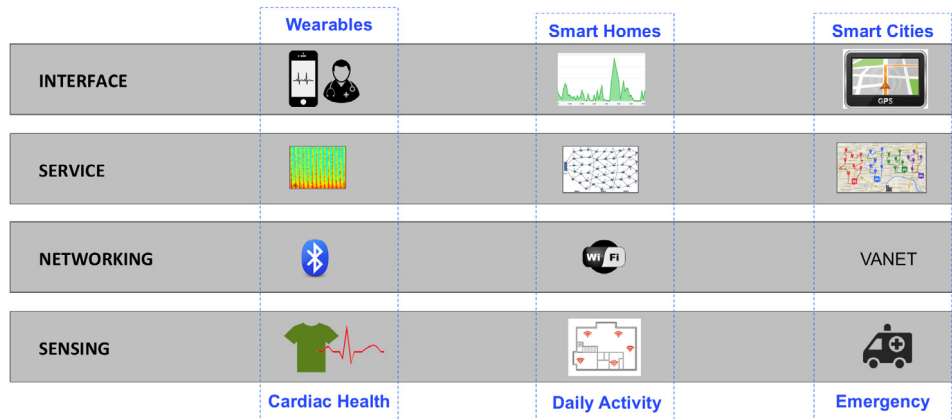 Wearables
Smart Homes
Smart Cities
INTERFACE
GPS
SERVICE
NETWORKING
Wi Fi
VANET
SENSING
Cardiac Health
Daily Activity
Emergency